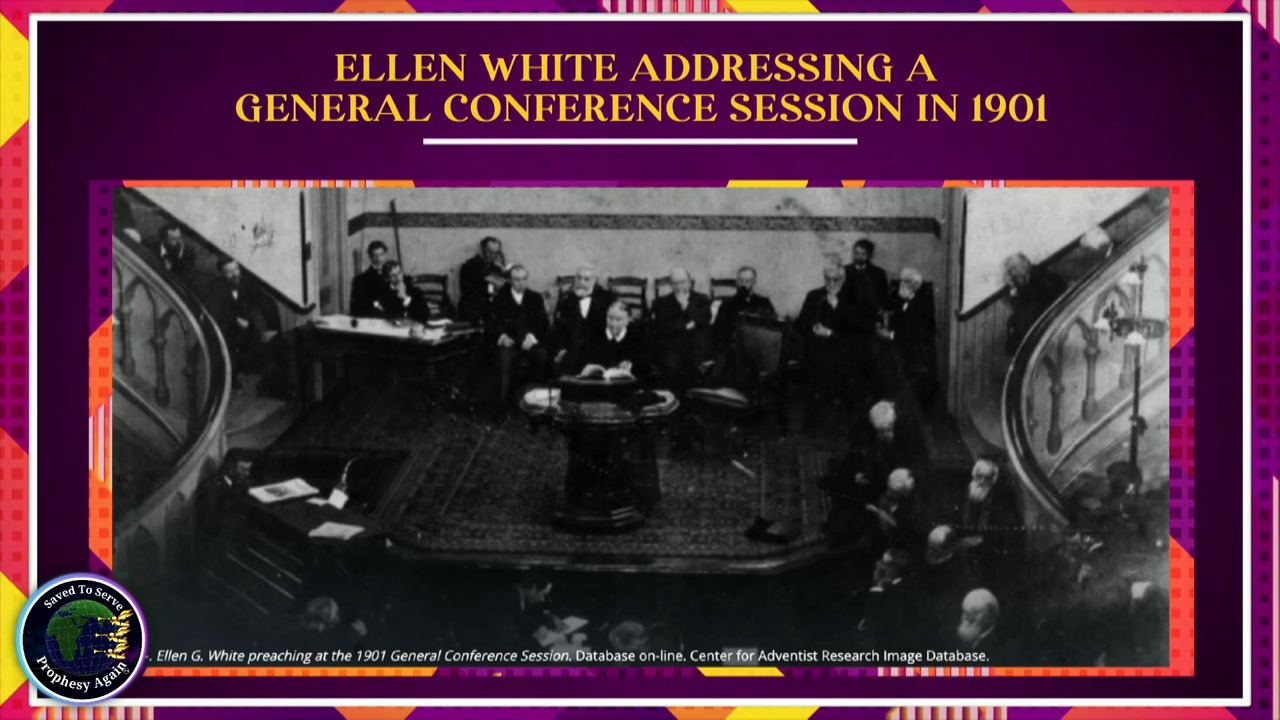 ELLEN WHITE ADDRESSING A
GENERAL CONFERENCE SESSION IN 1901
Ellen G. White preaching at the 1901 General Conference Session. Database on-line. Center for Adventist Research Image Database.
Saved To Serve
Prophesy Again